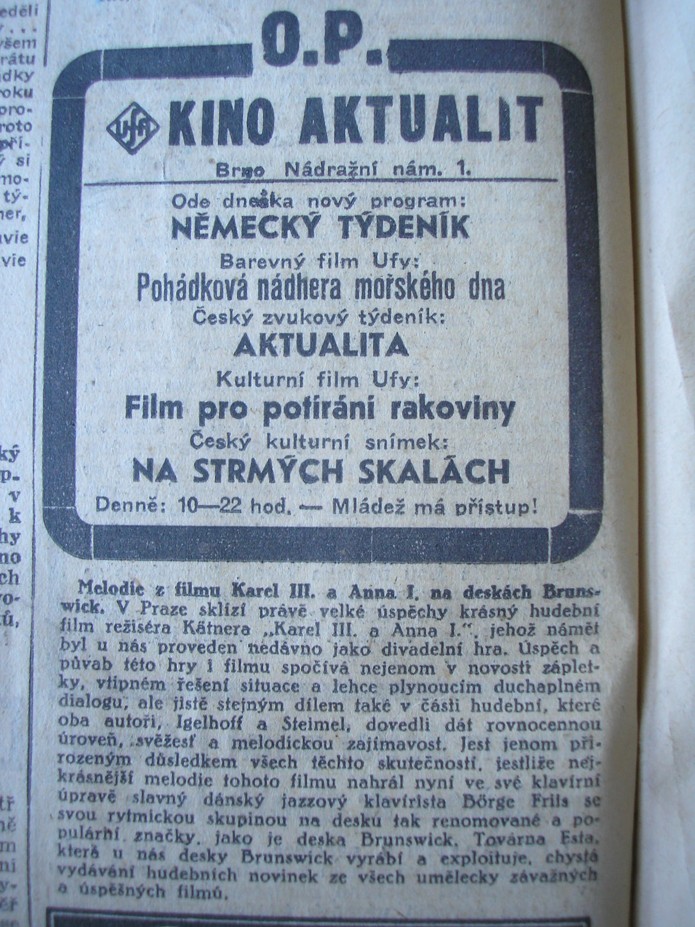 O.P.
Ufa KINO AKTUALIT
Brno Nádražní nám. 1.
Ode dneška nový program:
NĚMECKÝ TÝDENÍK
Barevný film Ufy:
Pohádková nádhera mořského dna
Český zvukový týdeník:
AKTUALITA
Kulturní film Ufy:
Film pro potírání rakoviny
Český kulturní snímek:
NA STRMÝCH SKALÁCH
Denně: 10—22 hod. — Mládež má přístup!
Melodie z filmu Karel III. a Anna I. na deskách Bruns-
wick. V Praze sklízí právě velké úspěchy krásný hudební
film režiséra Kätnera „Karel III. a Anna I.“, jehož námět
byl u nás proveden nedávno jako divadelní hra. Úspěch a
půvab této hry i filmu spočívá nejenom v novosti záplet-
ky, vtipném řešení situace a lehce plynoucím duchaplném
dialogu, ale jistě stejným dílem také v části hudební, které
oba autoři, Igelhoff a Steimel, dovedli dát rovnocennou
úroveň, svěžesť a melodickou zajímavost. Jest jenom při-
rozeným důsledkem všech těchto skutečností, jestliže nej-
krásnější melodie tohoto filmu nahrál nyní ve své klavírní
úpravě slavný dánský jazzový klavírista Börge Friis se
svou rytmickou skupinou na desku tak renomované a po-
pulární značky, jako je deska Brunswick. Továrna Esta,
která u nás desky Brunswick vyrábí a exploituje, chystá
vydávání hudebních novinek ze všech umělecky závažných
a úspěšných filmů.